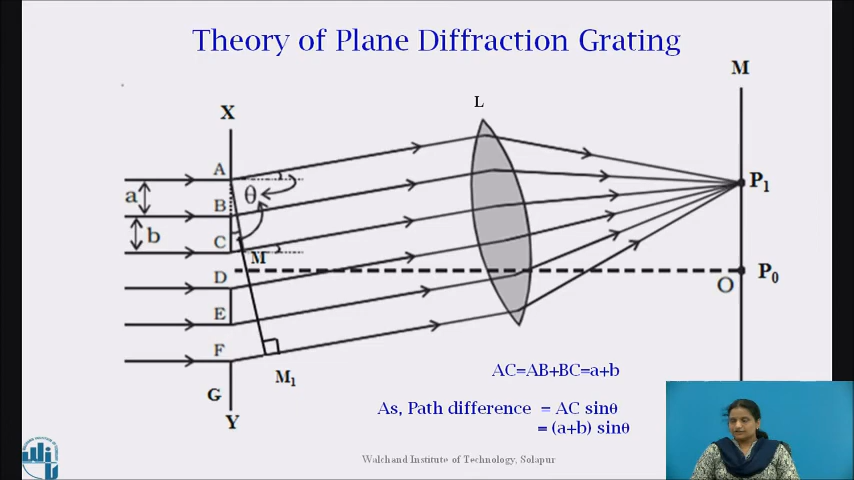 Theory of Plane Diffraction Grating
M
L
X
A
θ
P1
a
B
b
C
M
D
P0
O
E
F
AC=AB+BC=a+b
M1
G
As, Path difference = AC sinθ
= (a+b) sinθ
Y
Walchand Institute of Technology, Solapur